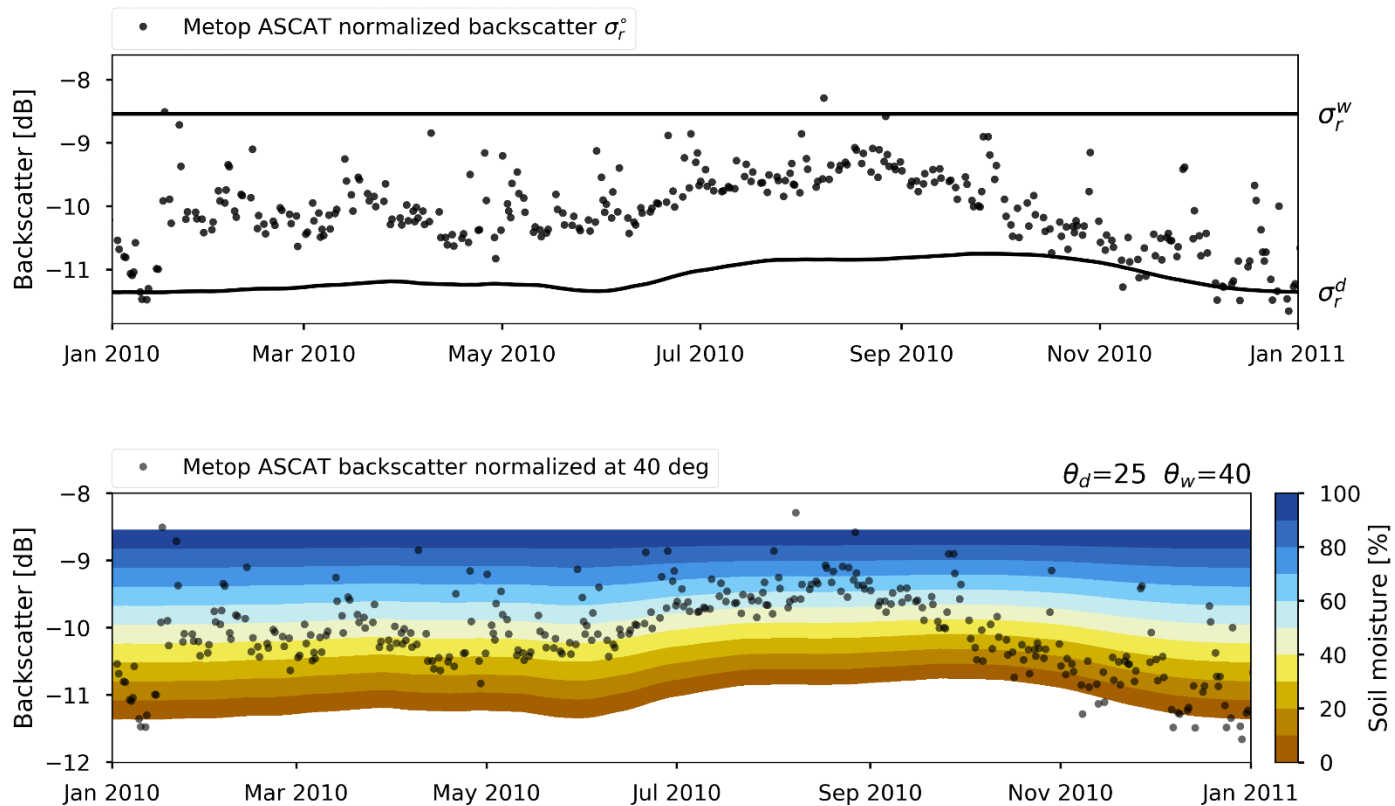 Metop ASCAT normalized backscatter σ°r
Backscatter [dB]
−8
−9
−10
−11
σwr
σdr
Jan 2010 Mar 2010 May 2010 Jul 2010 Sep 2010 Nov 2010 Jan 2011
Metop ASCAT backscatter normalized at 40 deg
θd=25 θw=40
Backscatter [dB]
−8
−9
−10
−11
−12
Jan 2010 Mar 2010 May 2010 Jul 2010 Sep 2010 Nov 2010 Jan 2011
100
80
60
40
20
0
Soil moisture [%]